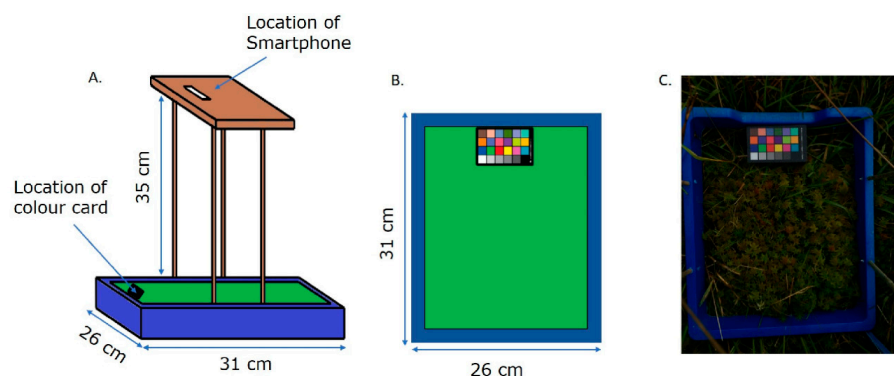 Location of
Smartphone
A.
B.
C.
35 cm
Location of
colour card
26 cm
31 cm
31 cm
26 cm